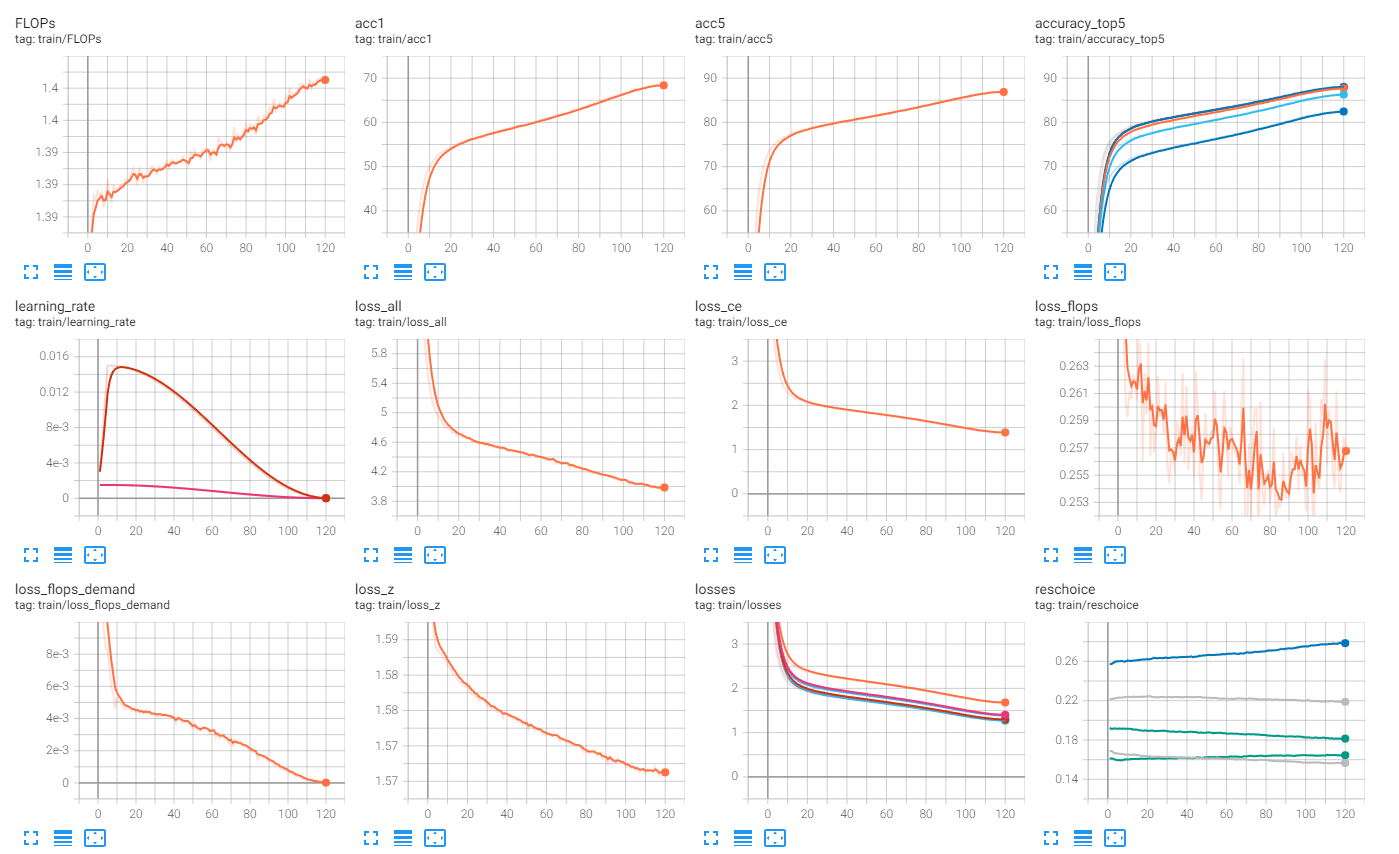 FLOPs
tag: train/FLOPs
1.4
1.4
1.39
1.39
1.39
0 20 40 60 80 100 120
acc1
tag: train/acc1
70
60
50
40
0 20 40 60 80 100 120
acc5
tag: train/acc5
90
80
70
60
0 20 40 60 80 100 120
accuracy_top5
tag: train/accuracy_top5
90
80
70
60
0 20 40 60 80 100 120
learning_rate
tag: train/learning_rate
0.016
0.012
8e-3
4e-3
0
0 20 40 60 80 100 120
loss_all
tag: train/loss_all
5.8
5.4
5
4.6
4.2
3.8
0 20 40 60 80 100 120
loss_ce
tag: train/loss_ce
3
2
1
0
0 20 40 60 80 100 120
loss_flops
tag: train/loss_flops
0.263
0.261
0.259
0.257
0.255
0.253
0 20 40 60 80 100 120
loss_flops_demand
tag: train/loss_flops_demand
8e-3
6e-3
4e-3
2e-3
0
0 20 40 60 80 100 120
loss_z
tag: train/loss_z
1.59
1.58
1.58
1.57
1.57
0 20 40 60 80 100 120
losses
tag: train/losses
3
2
1
0
0 20 40 60 80 100 120
reschoice
tag: train/reschoice
0.26
0.22
0.18
0.14
0 20 40 60 80 100 120